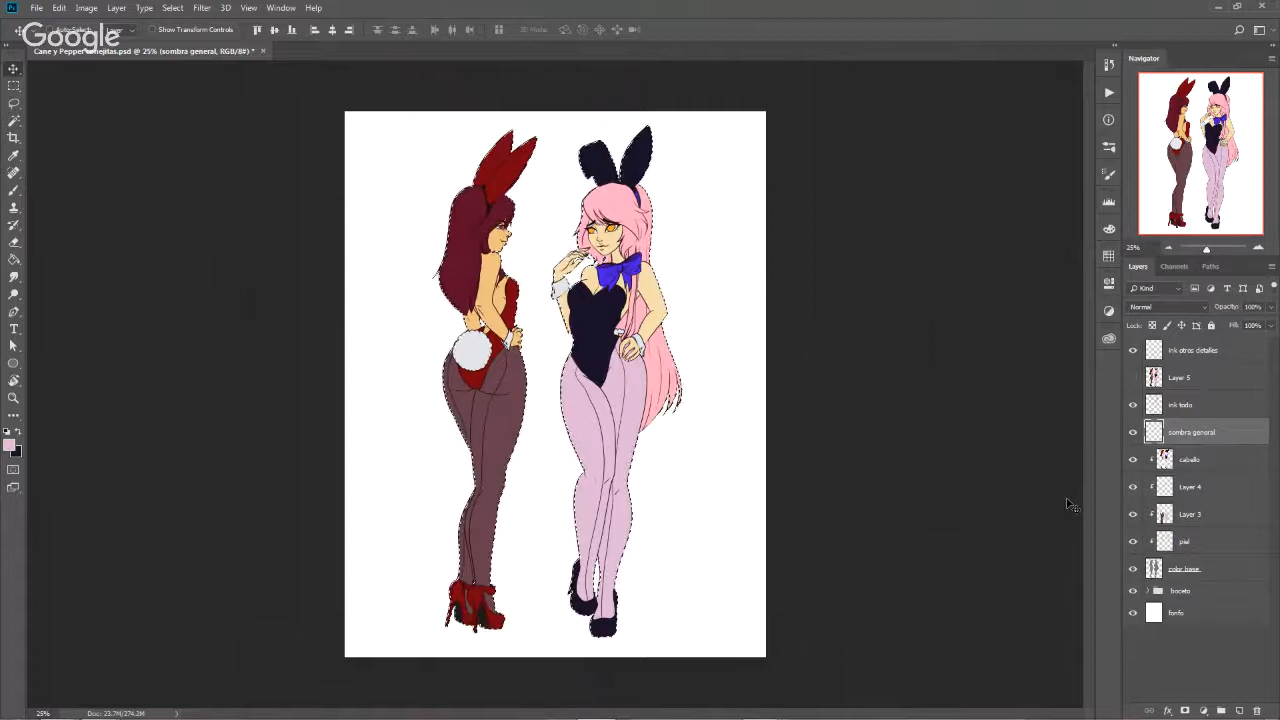 File Edit Image Layer Type Select Filter 3D View Window Help
Google
Show Transform Controls
3D Mode:
Cane y Pepper conejitas.psd @ 25% (sombra general, RGB/8#) *
Navigator
25%
Layers Channels Paths
Kind
Normal Opacity: 100%
Lock: Fill: 100%
ink otros detalles
Layer 5
ink todo
sombra general
cabello
Layer 4
Layer 3
piel
color base
boceto
fonfo
25% Doc: 23.7M/274.2M